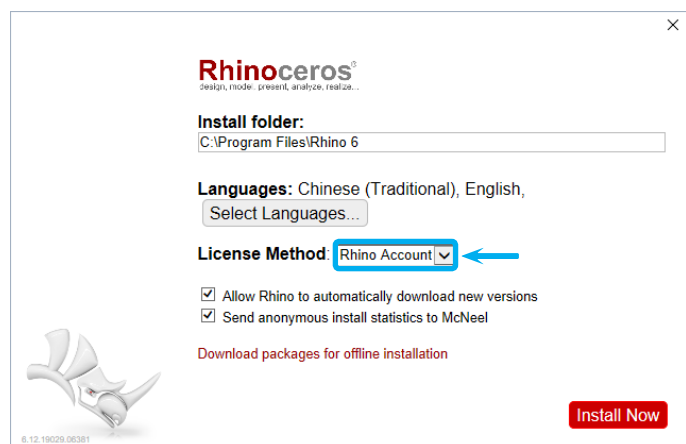 Rhinoceros®
design, model, present, analyze, realize...
Install folder:
C:\Program Files\Rhino 6
Languages: Chinese (Traditional), English,
Select Languages...
License Method: Rhino Account
Allow Rhino to automatically download new versions
Send anonymous install statistics to McNeel
Download packages for offline installation
Install Now
6.12.19029.06381